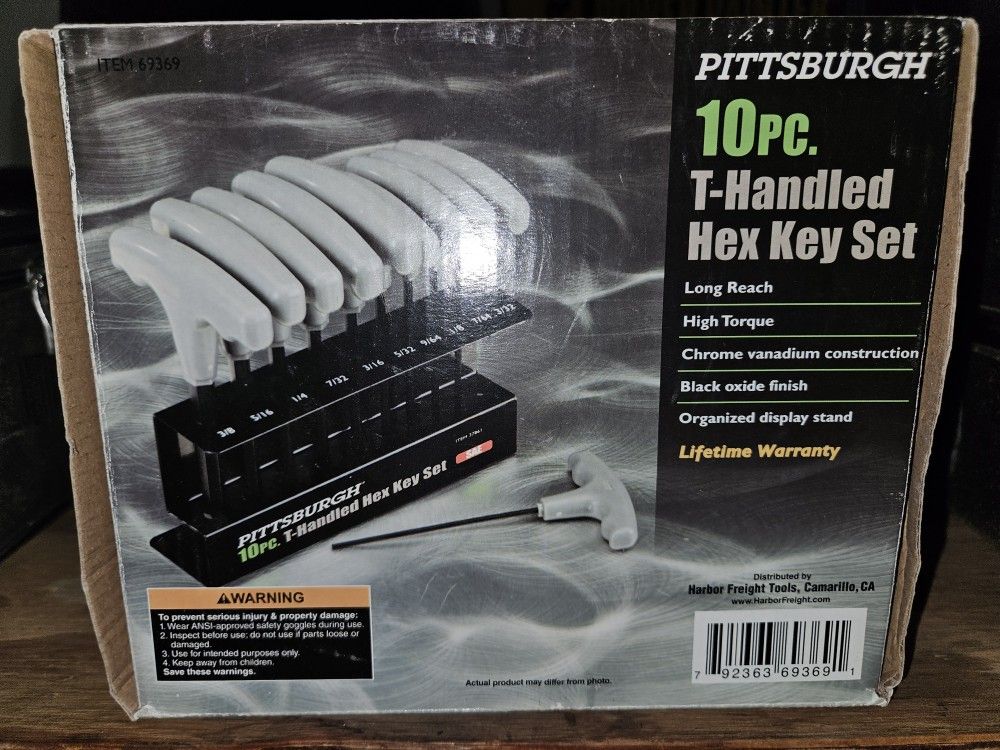 ITEM 69369
PITTSBURGH
10PC.
T-Handled
Hex Key Set
Long Reach
High Torque
Chrome vanadium construction
Black oxide finish
Organized display stand
Lifetime Warranty
3/8 5/16 1/4 7/32 3/16 5/32 9/64 1/8 7/64 3/32
SAE
PITTSBURGH
10PC. T-Handled Hex Key Set
⚠WARNING
To prevent serious injury & property damage:
1. Wear ANSI-approved safety goggles during use.
2. Inspect before use; do not use if parts loose or
damaged.
3. Use for intended purposes only.
4. Keep away from children.
Save these warnings.
Actual product may differ from photo.
Distributed by
Harbor Freight Tools, Camarillo, CA
www.HarborFreight.com
7 92363 69369 1